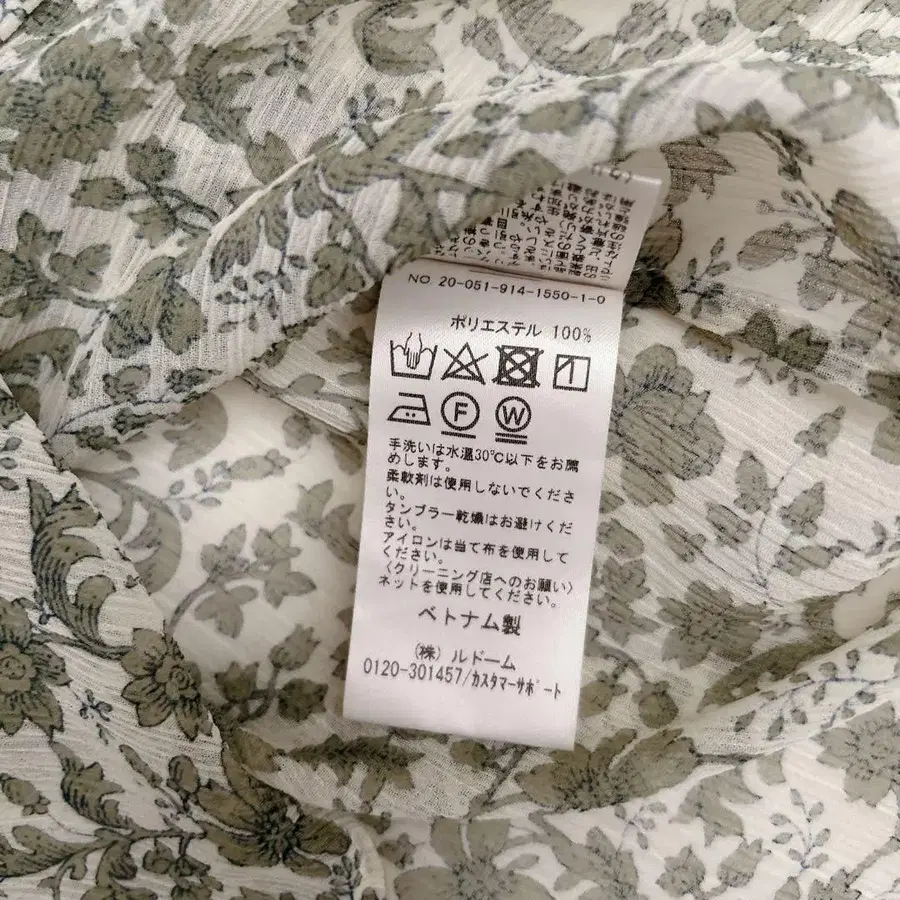 NO 20-051-914-1550-1-0
ポリエステル 100%
F
W
手洗いは水温30℃以下をお薦
めします。
柔軟剤は使用しないでくださ
い。
タンブラー乾燥はお避けくだ
さい。
アイロンは当て布を使用して
ください。
〈クリーニング店へのお願い〉
ネットを使用してください。
ベトナム製
(株) ルドーム
0120-301457/カスタマーサポート